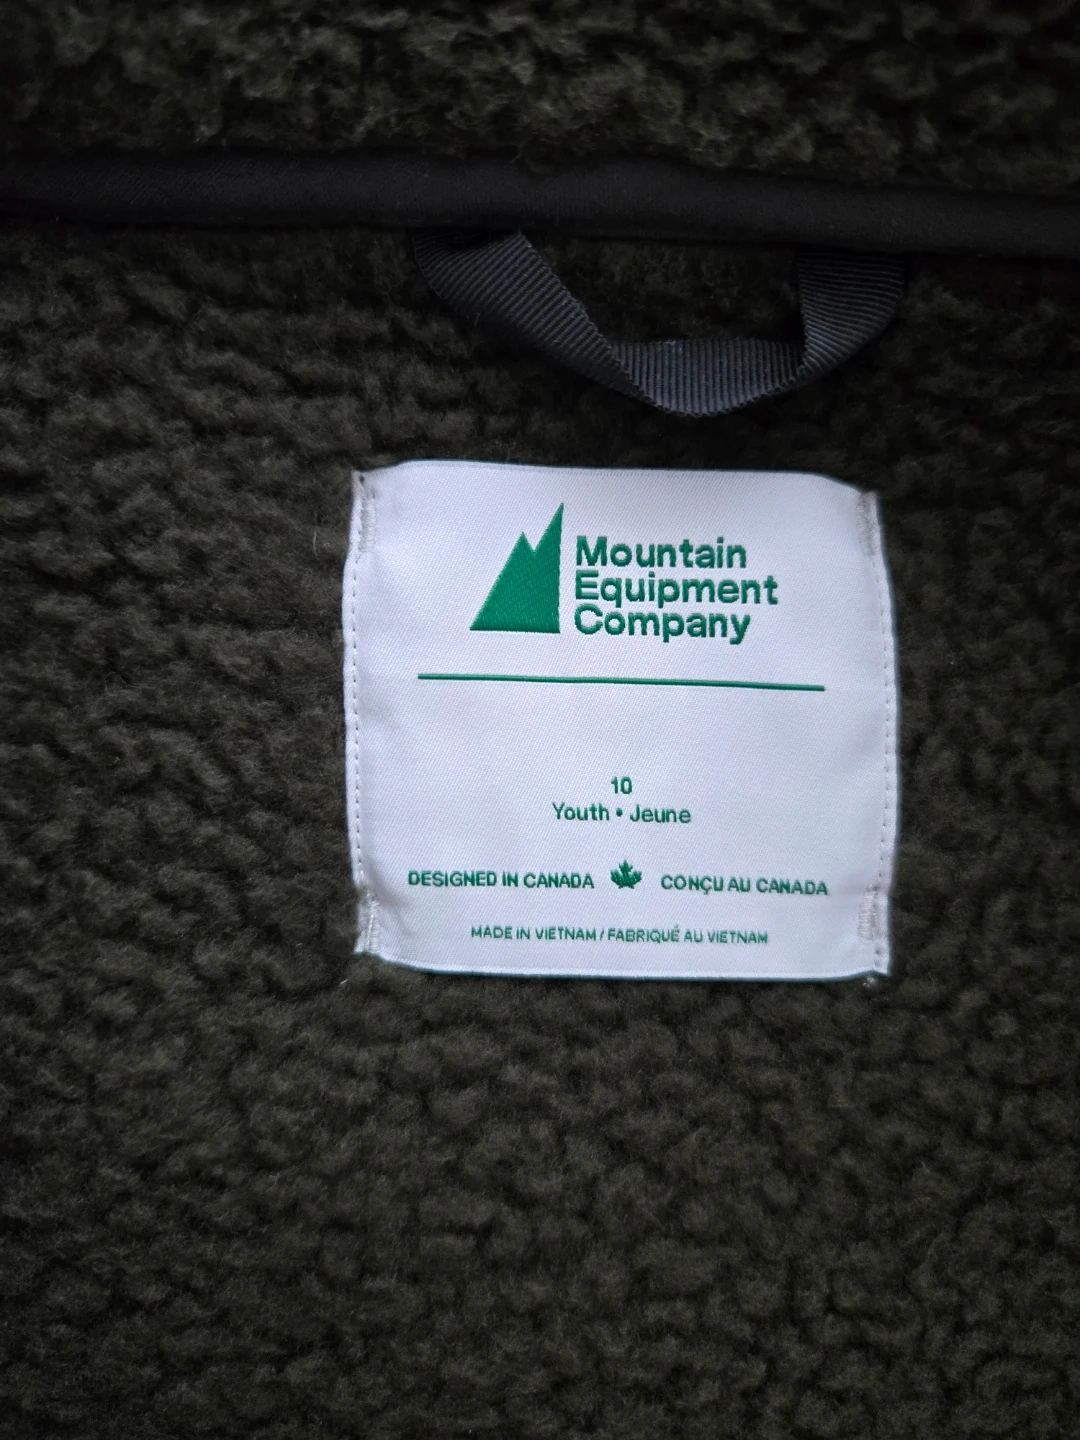 Mountain
Equipment
Company
10
Youth • Jeune
DESIGNED IN CANADA CONÇU AU CANADA
MADE IN VIETNAM / FABRIQUÉ AU VIETNAM